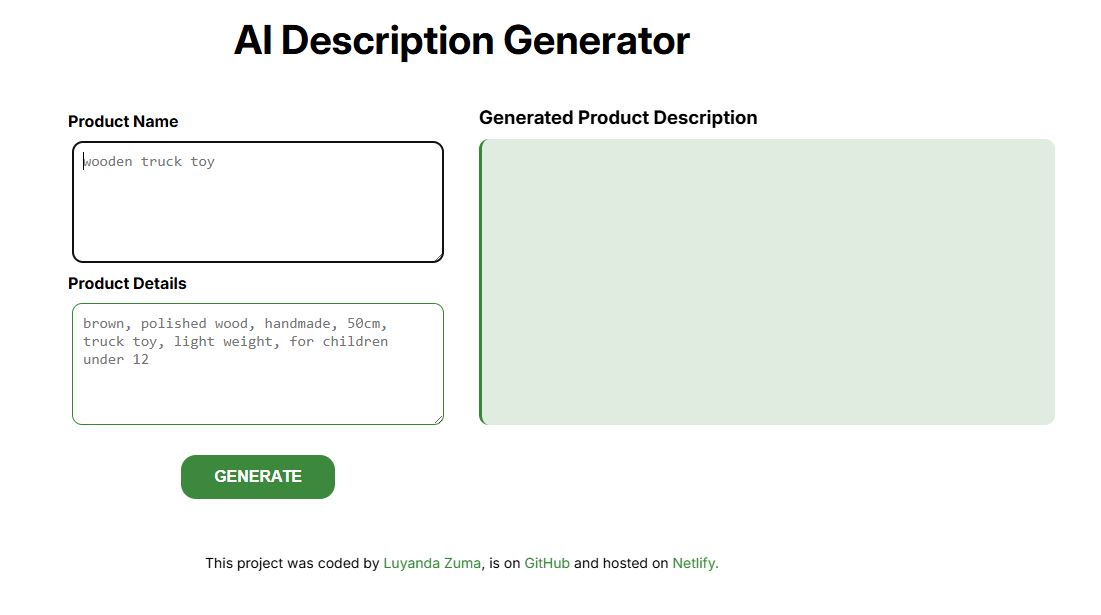 AI Description Generator
Product Name
wooden truck toy
Product Details
brown, polished wood, handmade, 50cm,
truck toy, light weight, for children
under 12
GENERATE
Generated Product Description
This project was coded by Luyanda Zuma, is on GitHub and hosted on Netlify.